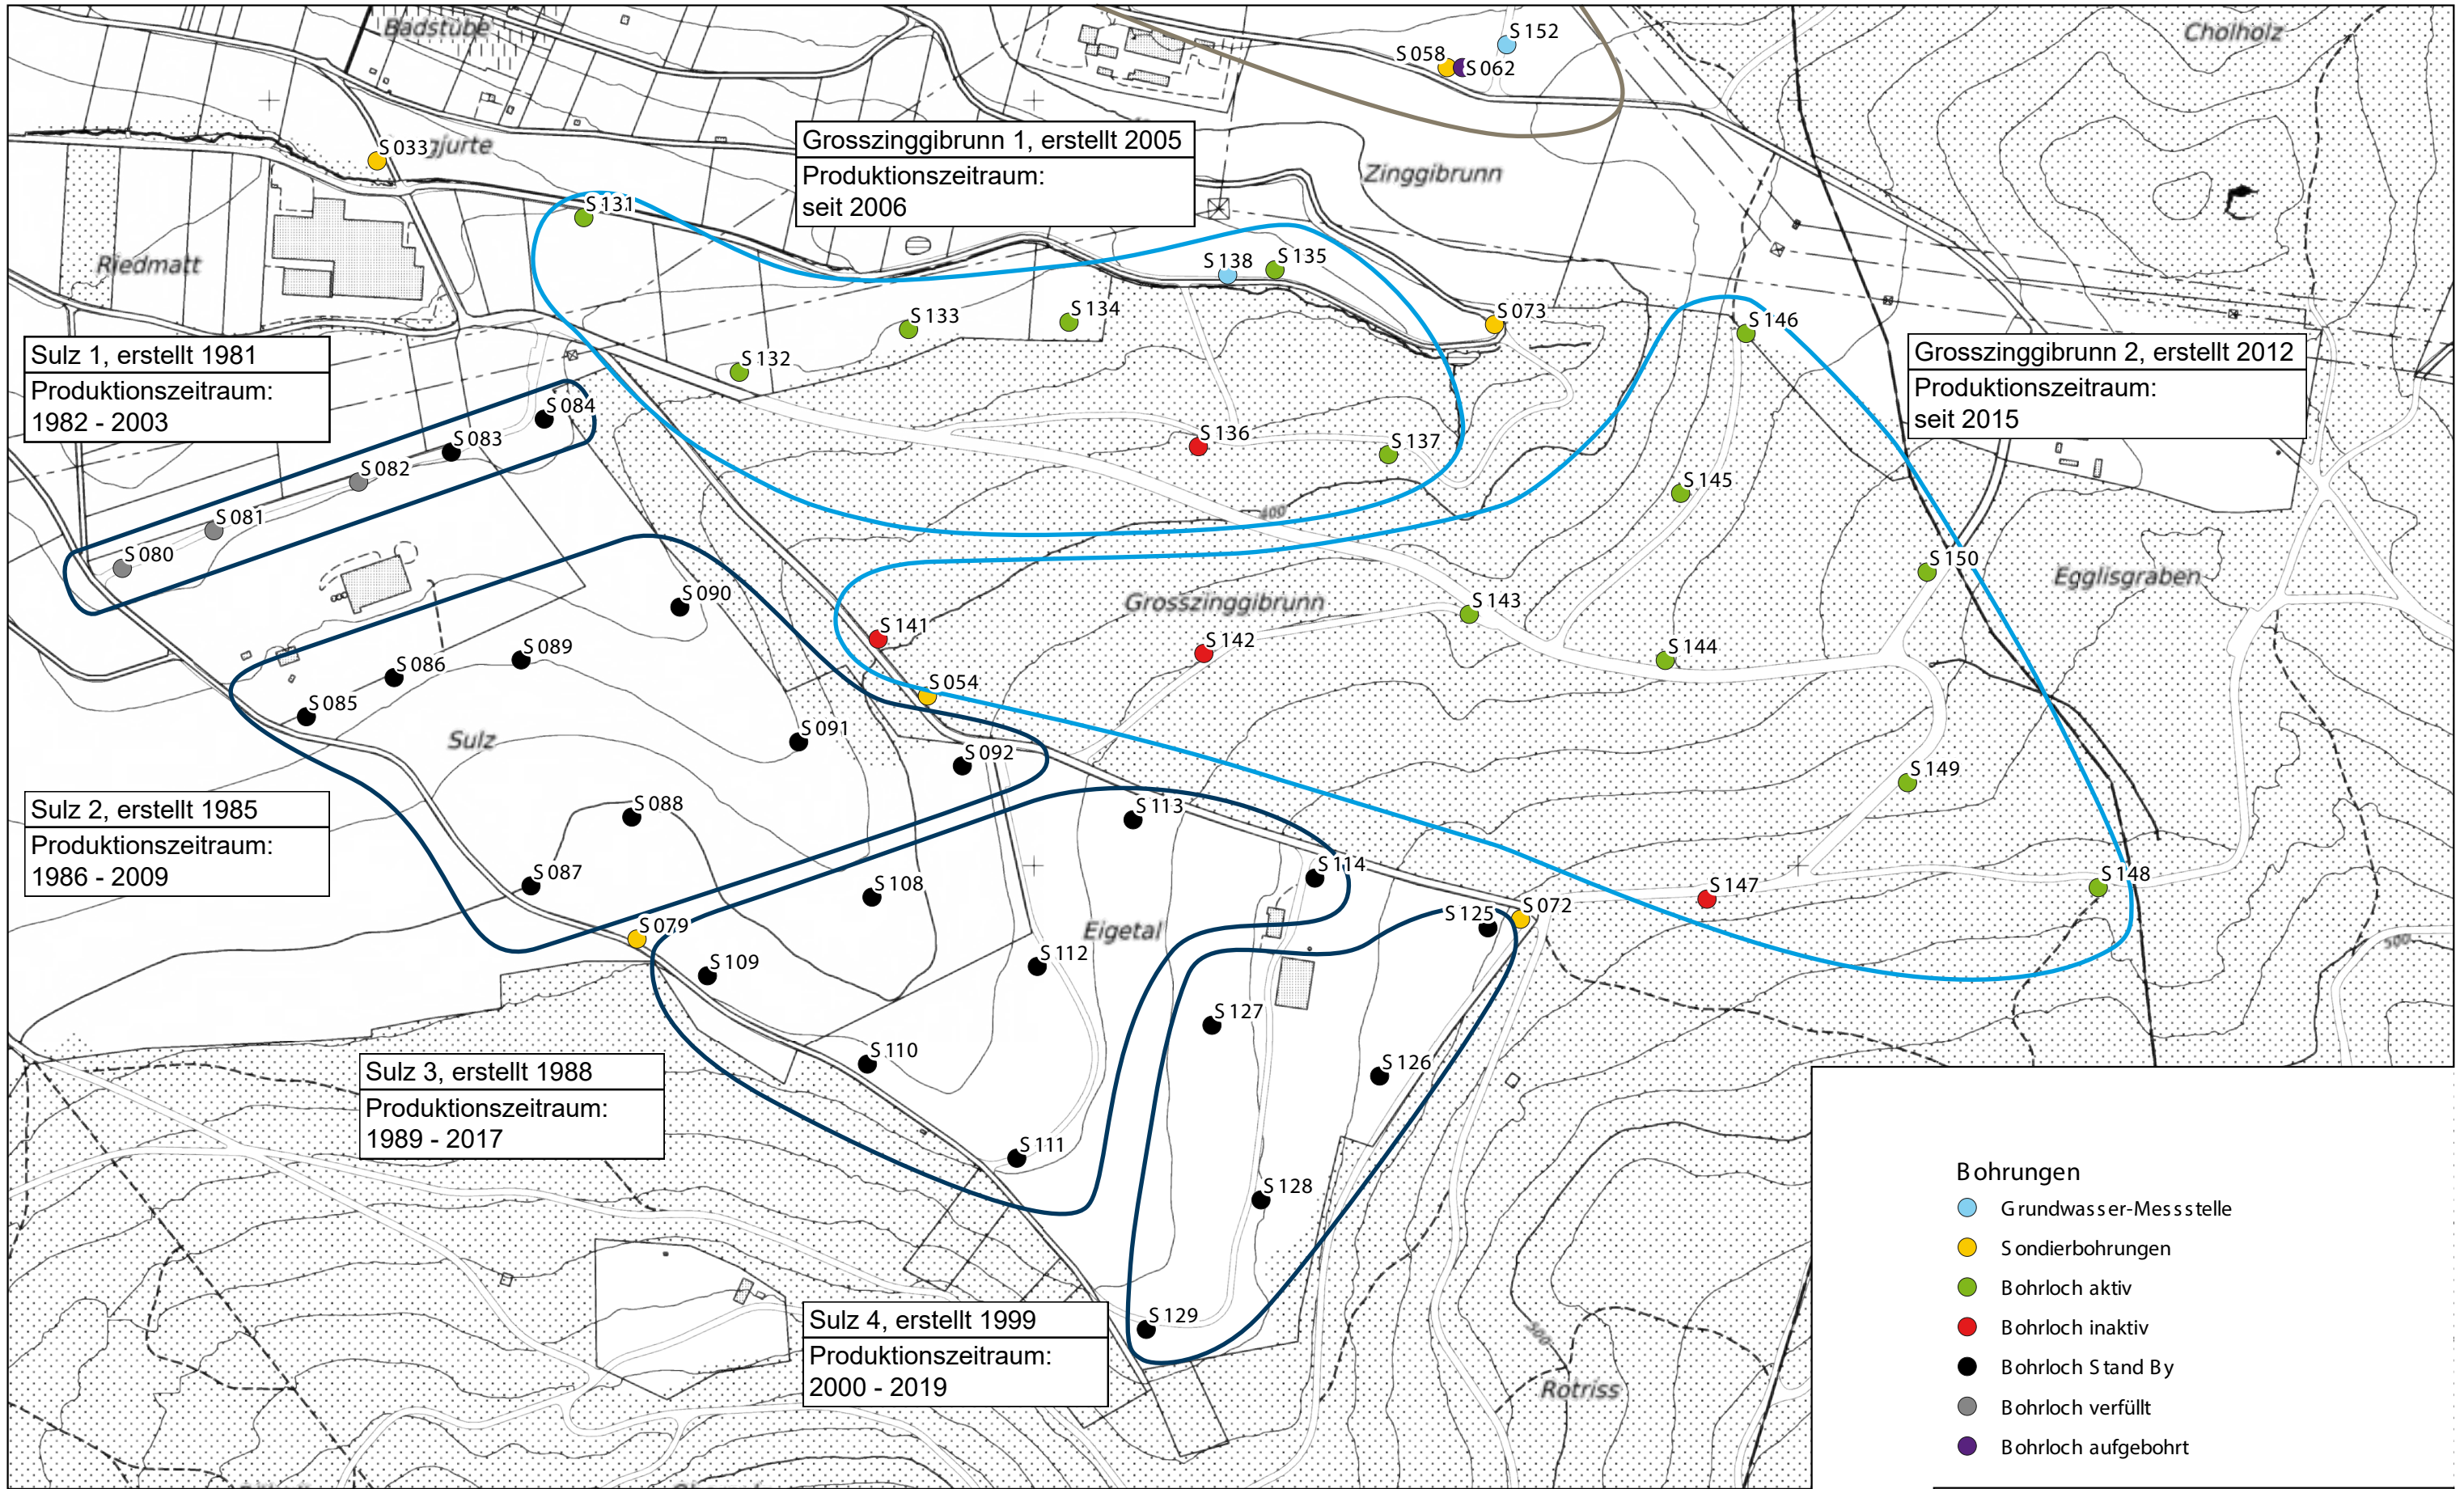 Badstube
Cholholz
S 152
S 058
S 062
S 033
Zinggibrunn
Grosszinggibrunn 1, erstellt 2005
Produktionszeitraum:
seit 2006
S 131
Riedmatt
S 138
S 135
S 133
S 134
S 073
S 146
S 132
Sulz 1, erstellt 1981
Produktionszeitraum:
1982 - 2003
Grosszinggibrunn 2, erstellt 2012
Produktionszeitraum:
seit 2015
S 084
S 083
S 082
S 081
S 080
S 136
S 137
S 145
400
S 150
Egglisgraben
S 090
Grosszinggibrunn
S 143
S 141
S 142
S 144
S 089
S 086
S 085
S 054
Sulz
S 091
S 092
S 149
Sulz 2, erstellt 1985
Produktionszeitraum:
1986 - 2009
S 088
S 113
S 087
S 108
S 114
S 148
S 147
S 079
Eigetal
S 125
S 072
500
S 109
S 112
S 127
S 110
S 126
Sulz 3, erstellt 1988
Produktionszeitraum:
1989 - 2017
S 111
S 128
S 129
Sulz 4, erstellt 1999
Produktionszeitraum:
2000 - 2019
500
Rotriss
Bohrungen
Grundwasser-Messstelle
Sondierbohrungen
Bohrloch aktiv
Bohrloch inaktiv
Bohrloch Stand By
Bohrloch verfüllt
Bohrloch aufgebohrt